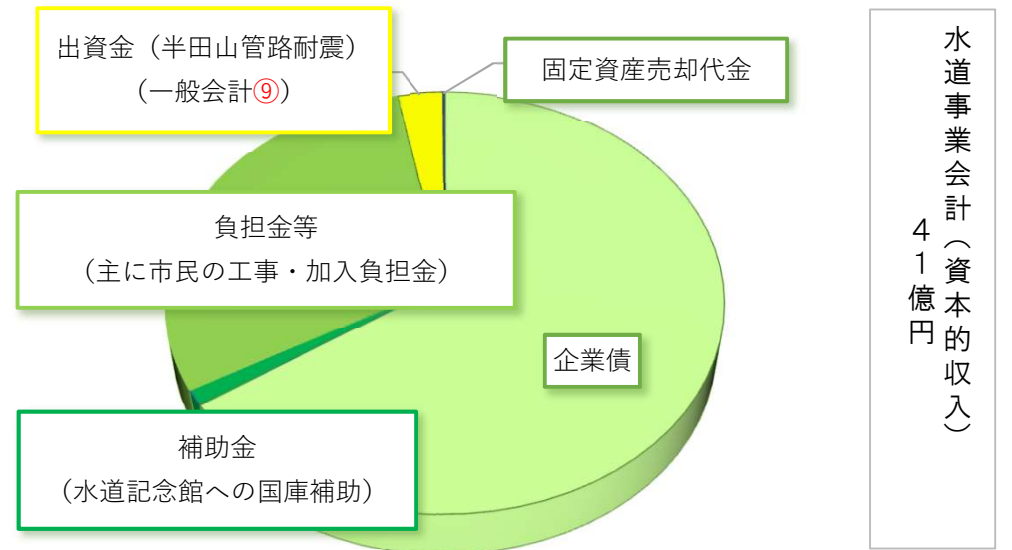 出資金（半田山管路耐震）
（一般会計⑨）
固定資産売却代金
負担金等
（主に市民の工事・加入負担金）
企業債
補助金
（水道記念館への国庫補助）
水道事業会計（資本的収入）
４１億円